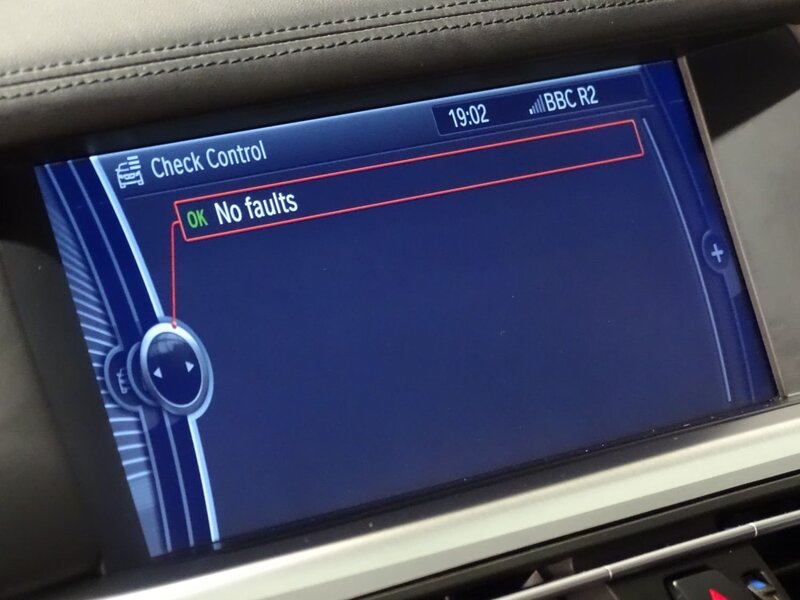 19:02 BBC R2
Check Control
OK No faults